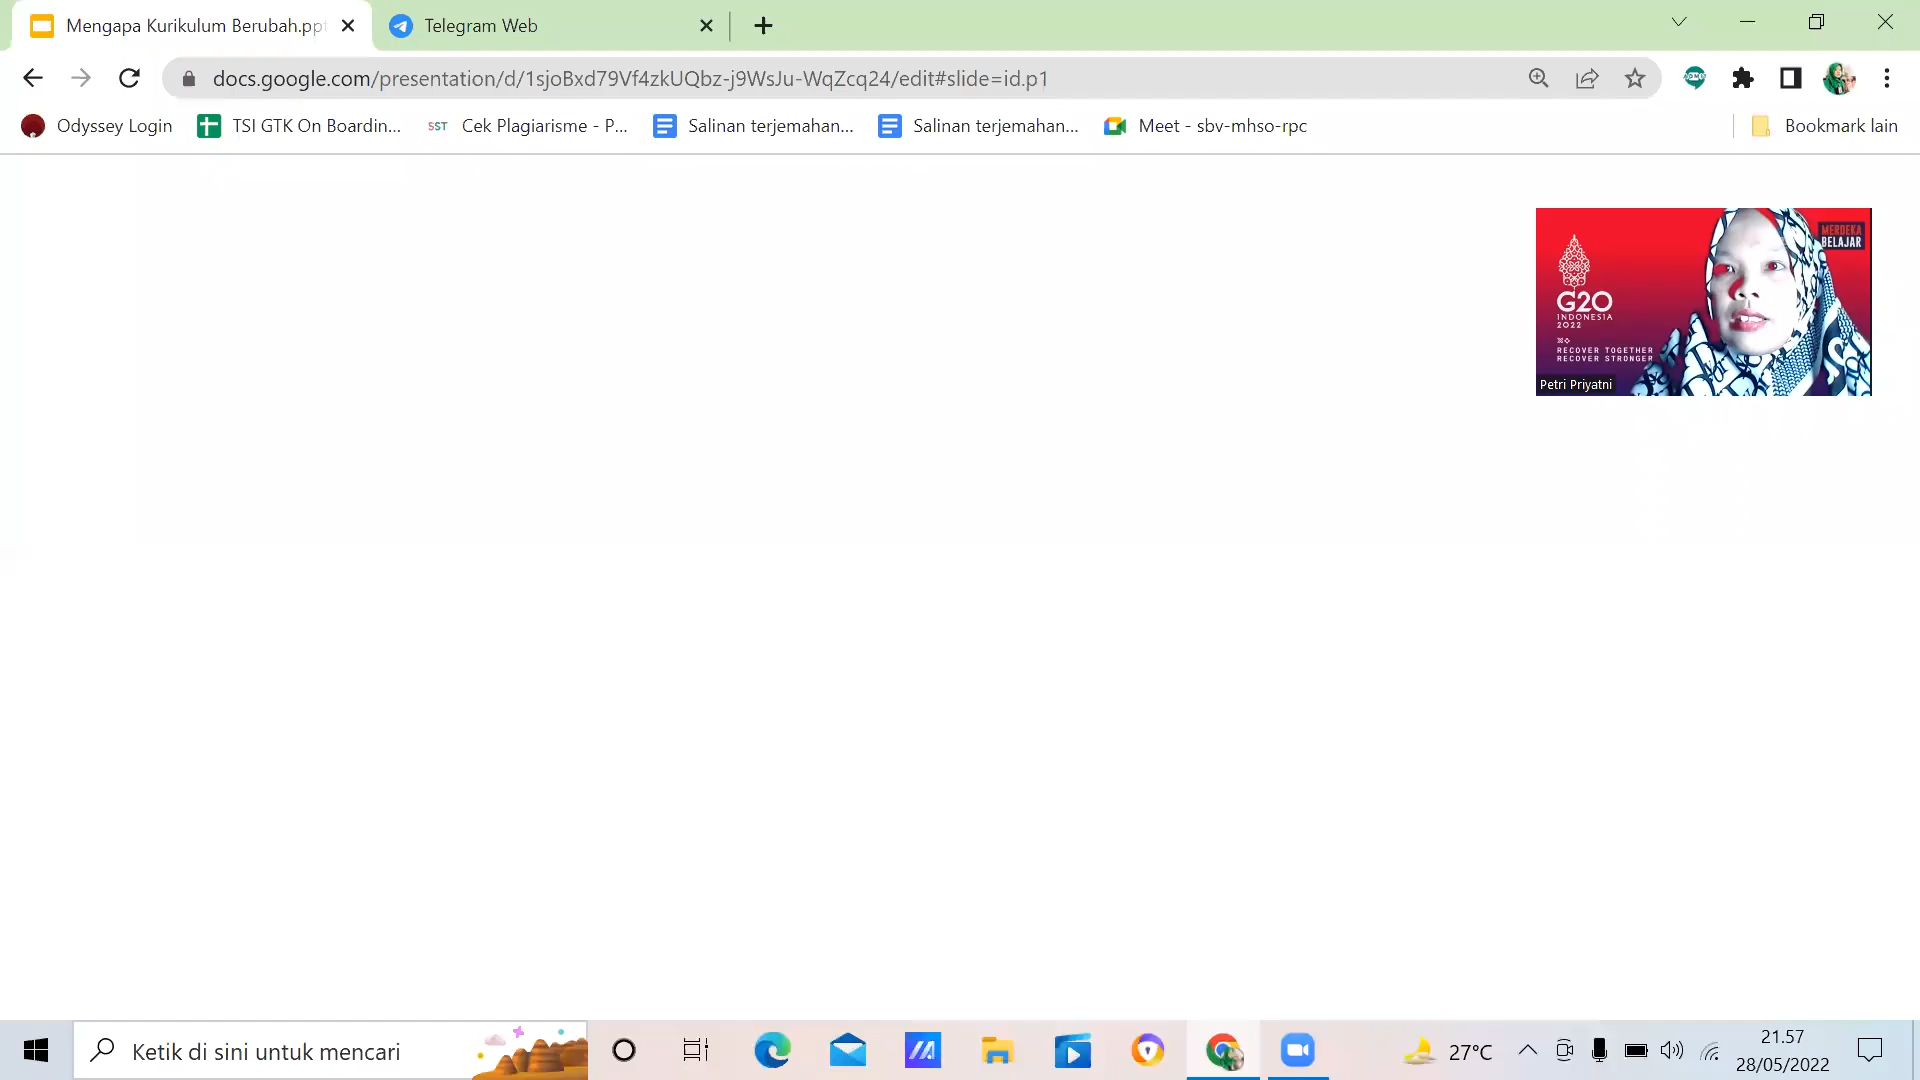 Mengapa Kurikulum Berubah.ppt
Telegram Web
docs.google.com/presentation/d/1sjoBxd79Vf4zkUQbz-j9WsJu-WqZcq24/edit#slide=id.p1
Odyssey Login
TSI GTK On Boardin...
SST Cek Plagiarisme - P...
Salinan terjemahan...
Salinan terjemahan...
Meet - sbv-mhso-rpc
Bookmark lain
MERDEKA
BELAJAR
G20
INDONESIA
2022
RECOVER TOGETHER
RECOVER STRONGER
Petri Priyatni
Ketik di sini untuk mencari
27°C
21.57
28/05/2022